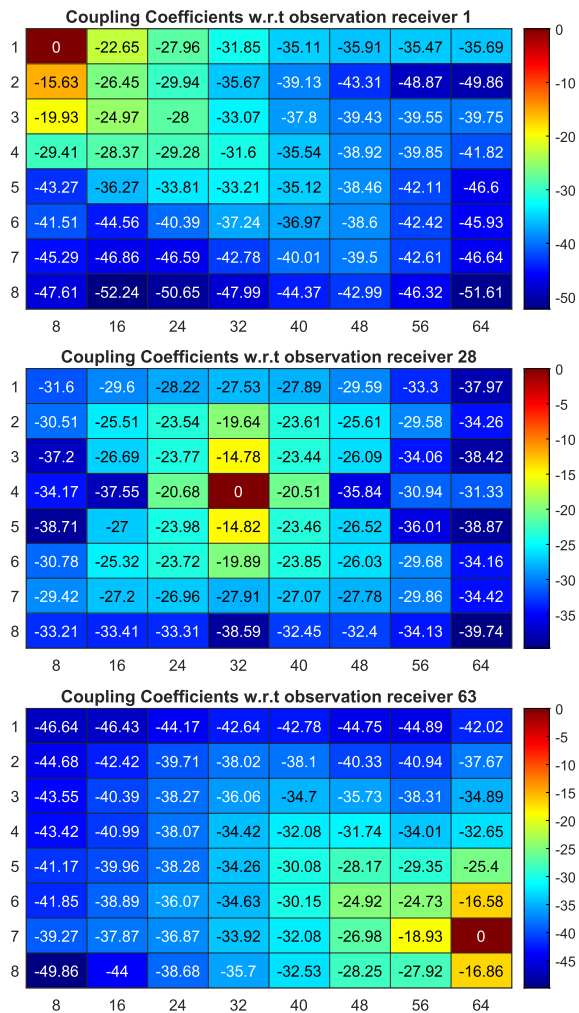 Coupling Coefficients w.r.t observation receiver 1
1 0 -22.65 -27.96 -31.85 -35.11 -35.91 -35.47 -35.69 0
2 -15.63 -26.45 -29.94 -35.67 -39.13 -43.31 -48.87 -49.86 -10
3 -19.93 -24.97 -28 -33.07 -37.8 -39.43 -39.55 -39.75
4 -29.41 -28.37 -29.28 -31.6 -35.54 -38.92 -39.85 -41.82 -20
5 -43.27 -36.27 -33.81 -33.21 -35.12 -38.46 -42.11 -46.6 -30
6 -41.51 -44.56 -40.39 -37.24 -36.97 -38.6 -42.42 -45.93 -40
7 -45.29 -46.86 -46.59 -42.78 -40.01 -39.5 -42.61 -46.64
8 -47.61 -52.24 -50.65 -47.99 -44.37 -42.99 -46.32 -51.61 -50
8 16 24 32 40 48 56 64
Coupling Coefficients w.r.t observation receiver 28
1 -31.6 -29.6 -28.22 -27.53 -27.89 -29.59 -33.3 -37.97 0
2 -30.51 -25.51 -23.54 -19.64 -23.61 -25.61 -29.58 -34.26 -5
3 -37.2 -26.69 -23.77 -14.78 -23.44 -26.09 -34.06 -38.42 -10
4 -34.17 -37.55 -20.68 0 -20.51 -35.84 -30.94 -31.33 -15
5 -38.71 -27 -23.98 -14.82 -23.46 -26.52 -36.01 -38.87 -20
6 -30.78 -25.32 -23.72 -19.89 -23.85 -26.03 -29.68 -34.16 -25
7 -29.42 -27.2 -26.96 -27.91 -27.07 -27.78 -29.86 -34.42 -30
8 -33.21 -33.41 -33.31 -38.59 -32.45 -32.4 -34.13 -39.74 -35
8 16 24 32 40 48 56 64
Coupling Coefficients w.r.t observation receiver 63
1 -46.64 -46.43 -44.17 -42.64 -42.78 -44.75 -44.89 -42.02 0
-5
2 -44.68 -42.42 -39.71 -38.02 -38.1 -40.33 -40.94 -37.67 -10
3 -43.55 -40.39 -38.27 -36.06 -34.7 -35.73 -38.31 -34.89 -15
4 -43.42 -40.99 -38.07 -34.42 -32.08 -31.74 -34.01 -32.65 -20
5 -41.17 -39.96 -38.28 -34.26 -30.08 -28.17 -29.35 -25.4 -25
-30
6 -41.85 -38.89 -36.07 -34.63 -30.15 -24.92 -24.73 -16.58 -35
7 -39.27 -37.87 -36.87 -33.92 -32.08 -26.98 -18.93 0 -40
8 -49.86 -44 -38.68 -35.7 -32.53 -28.25 -27.92 -16.86 -45
8 16 24 32 40 48 56 64